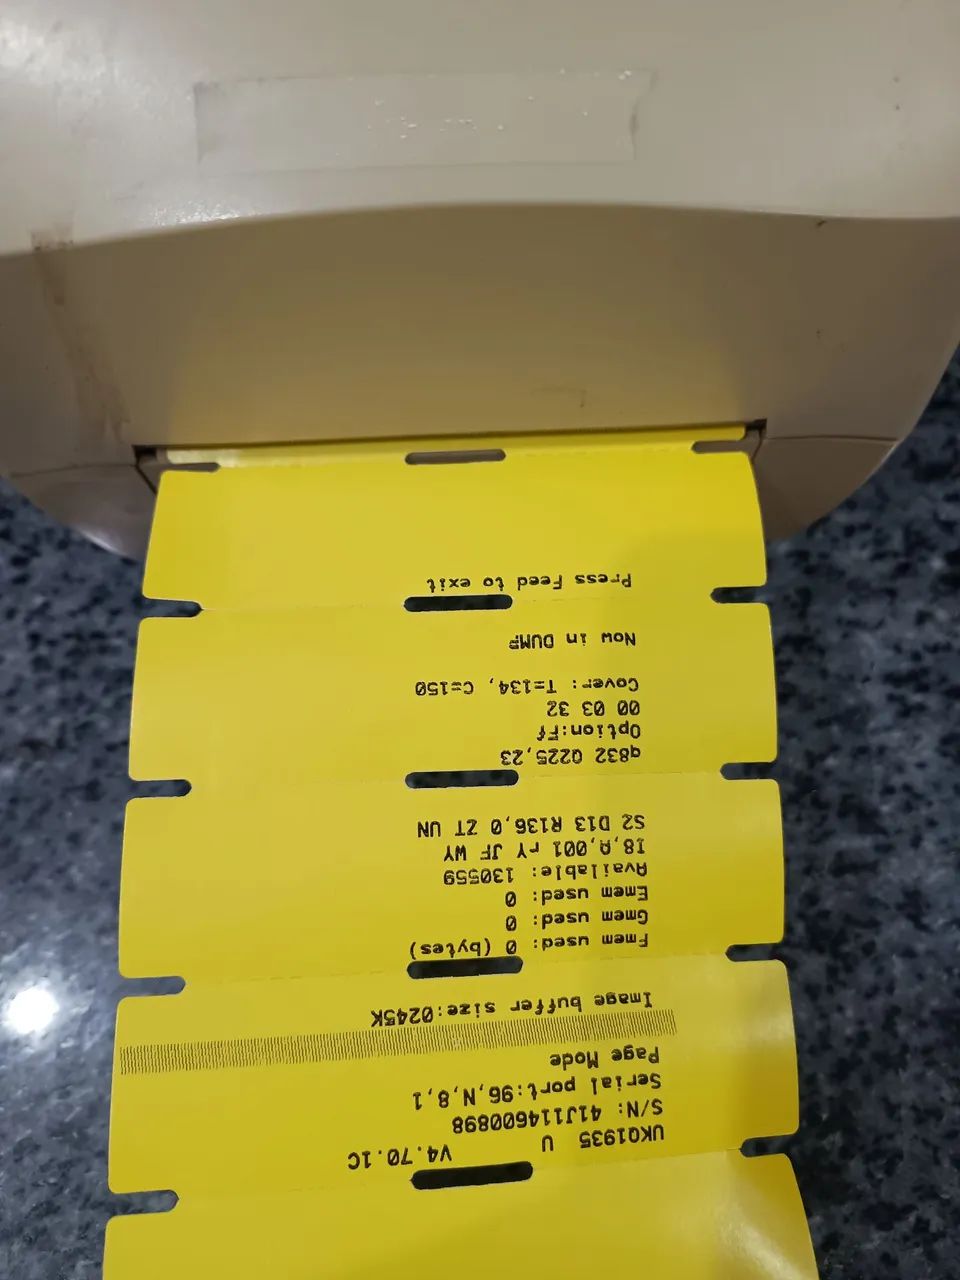 UKQ1935 U V4.70.1C
S/N: 41J114600898
Serial port:96,N,8,1
Page Mode
Image buffer size:0245K
Fmem used: 0 (bytes)
Gmem used: 0
Emem used: 0
Available: 130559
I8,A,001 rY JF WY
S2 D13 R136,0 ZT UN
q832 Q225,23
Option:Ff
00 03 32
Cover: T=134, C=150
Now in DUMP
Press Feed to exit